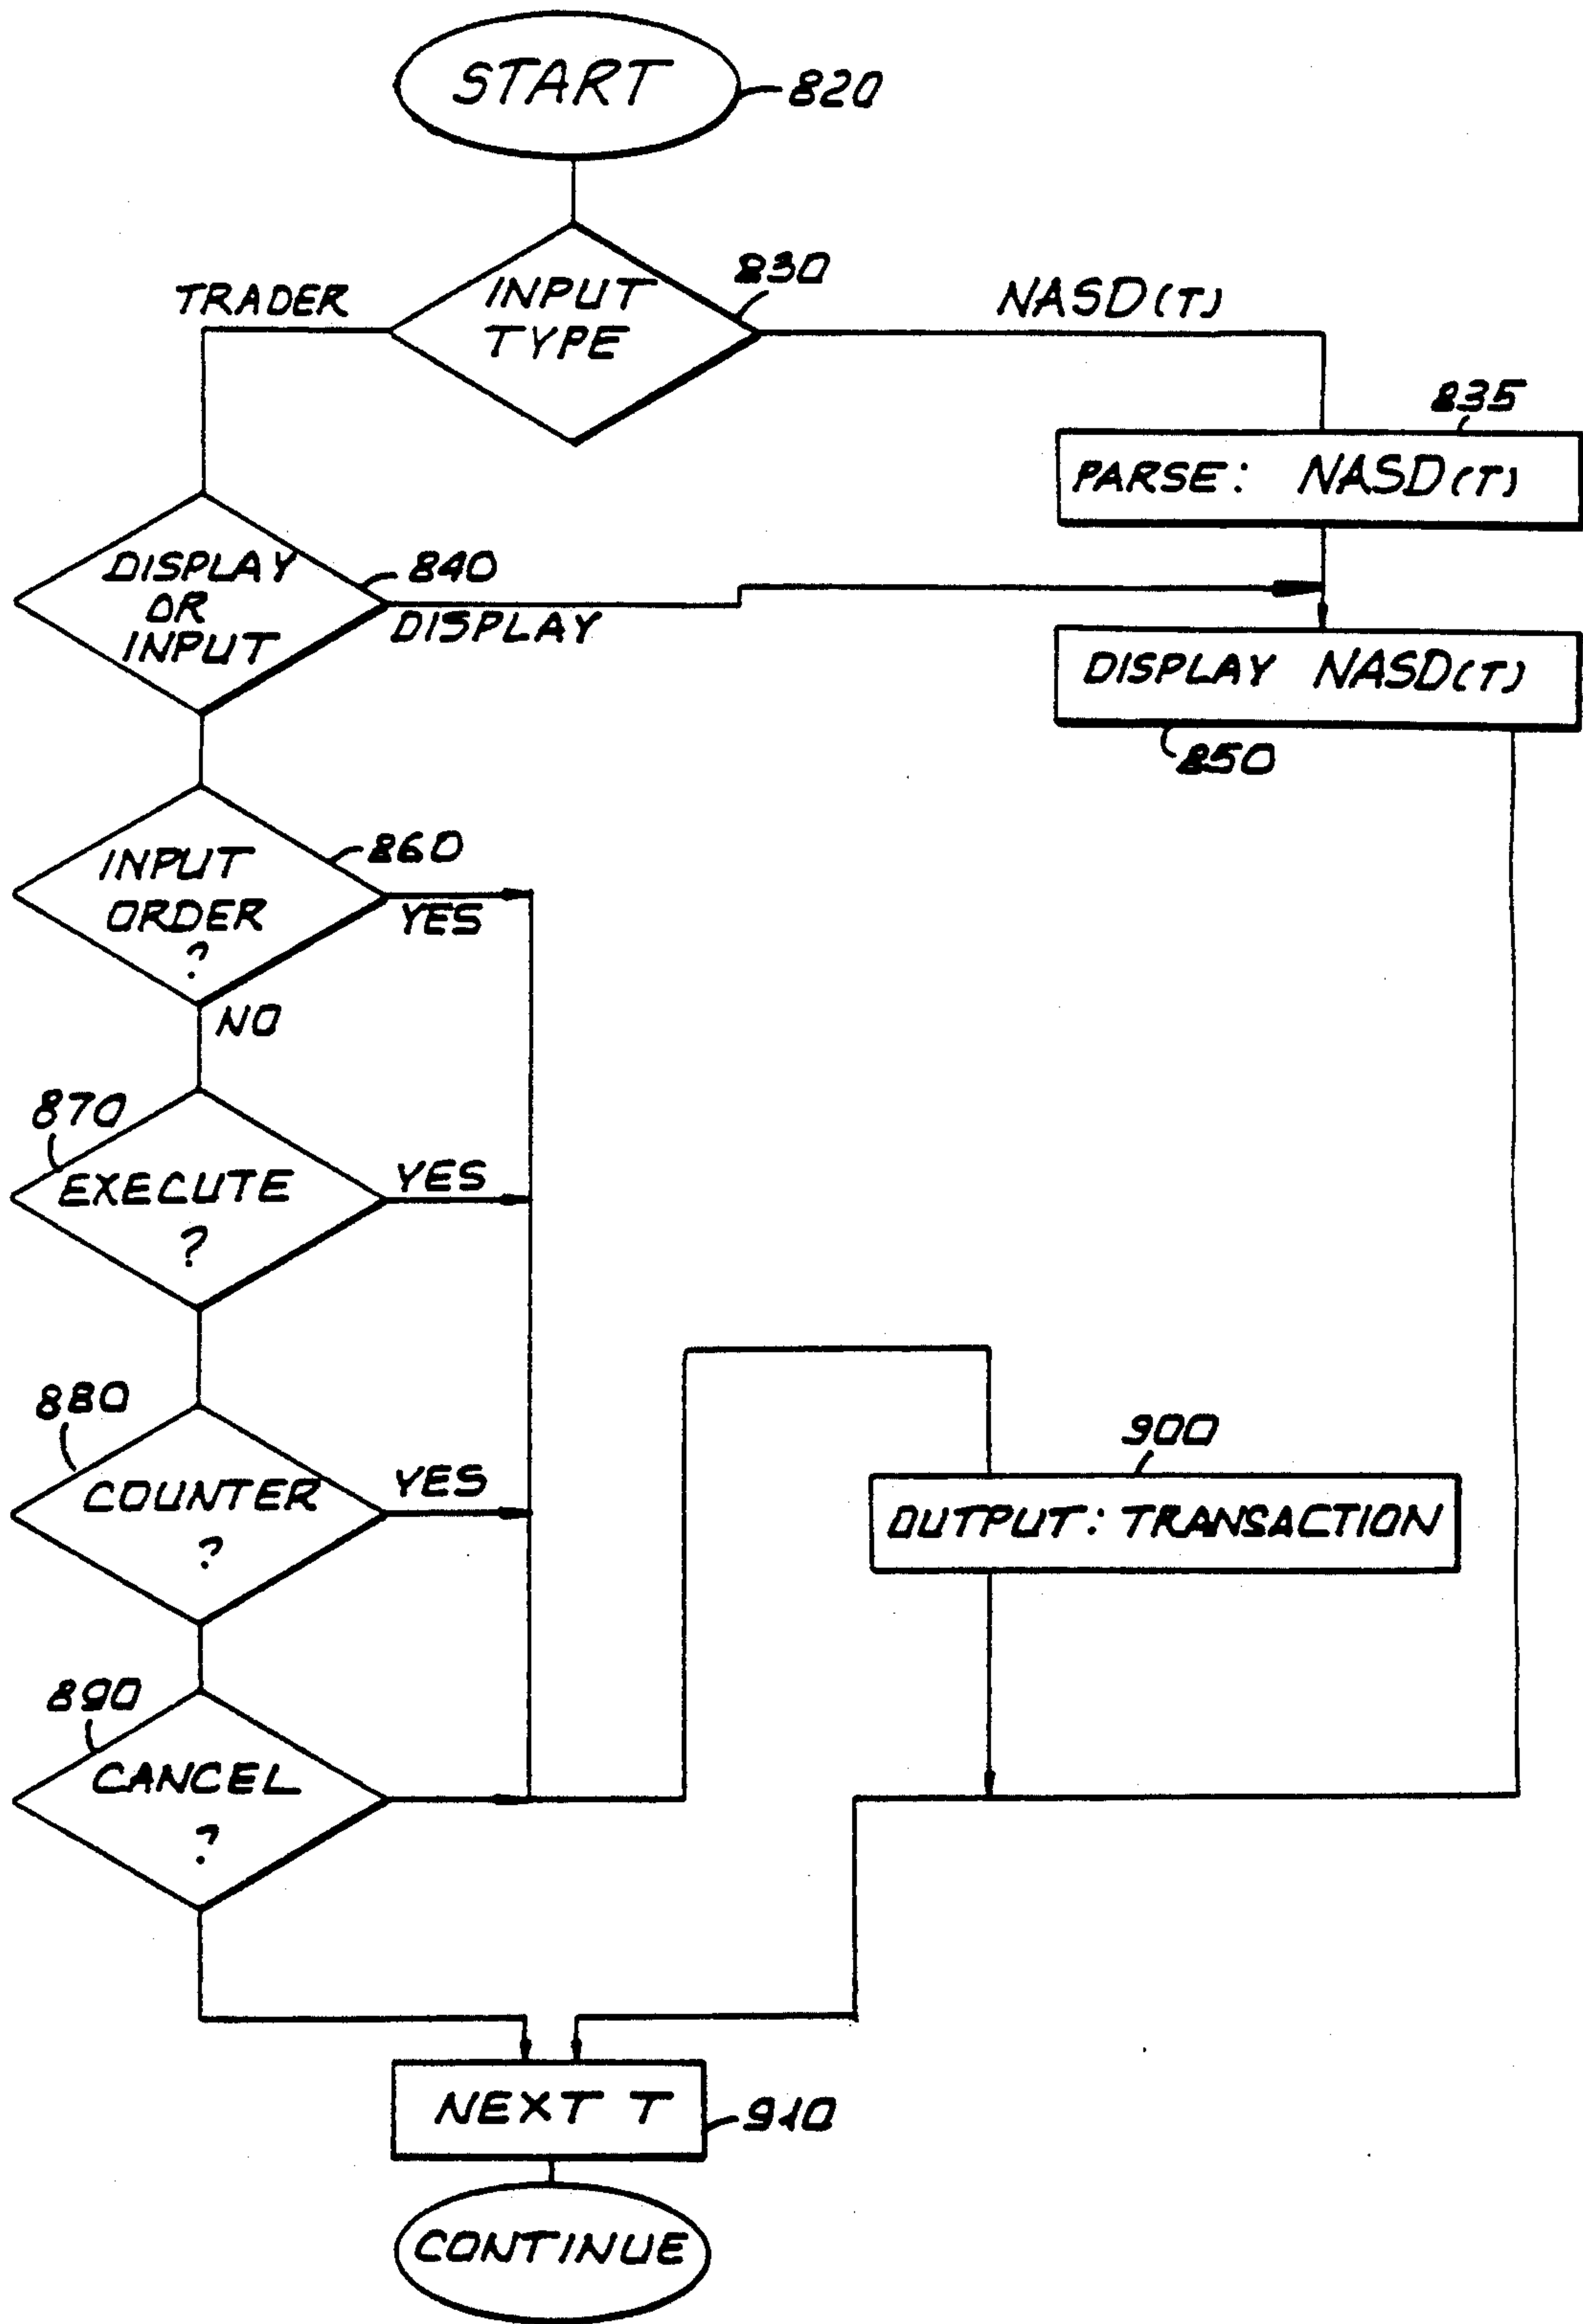 START
820
INPUT
TYPE
830
TRADER
NASD(T)
835
PARSE: NASD(T)
DISPLAY
OR
INPUT
840
DISPLAY
DISPLAY NASD(T)
850
INPUT
ORDER
?
860
YES
NO
870
EXECUTE
?
YES
880
COUNTER
?
YES
900
OUTPUT: TRANSACTION
890
CANCEL
?
NEXT T
910
CONTINUE